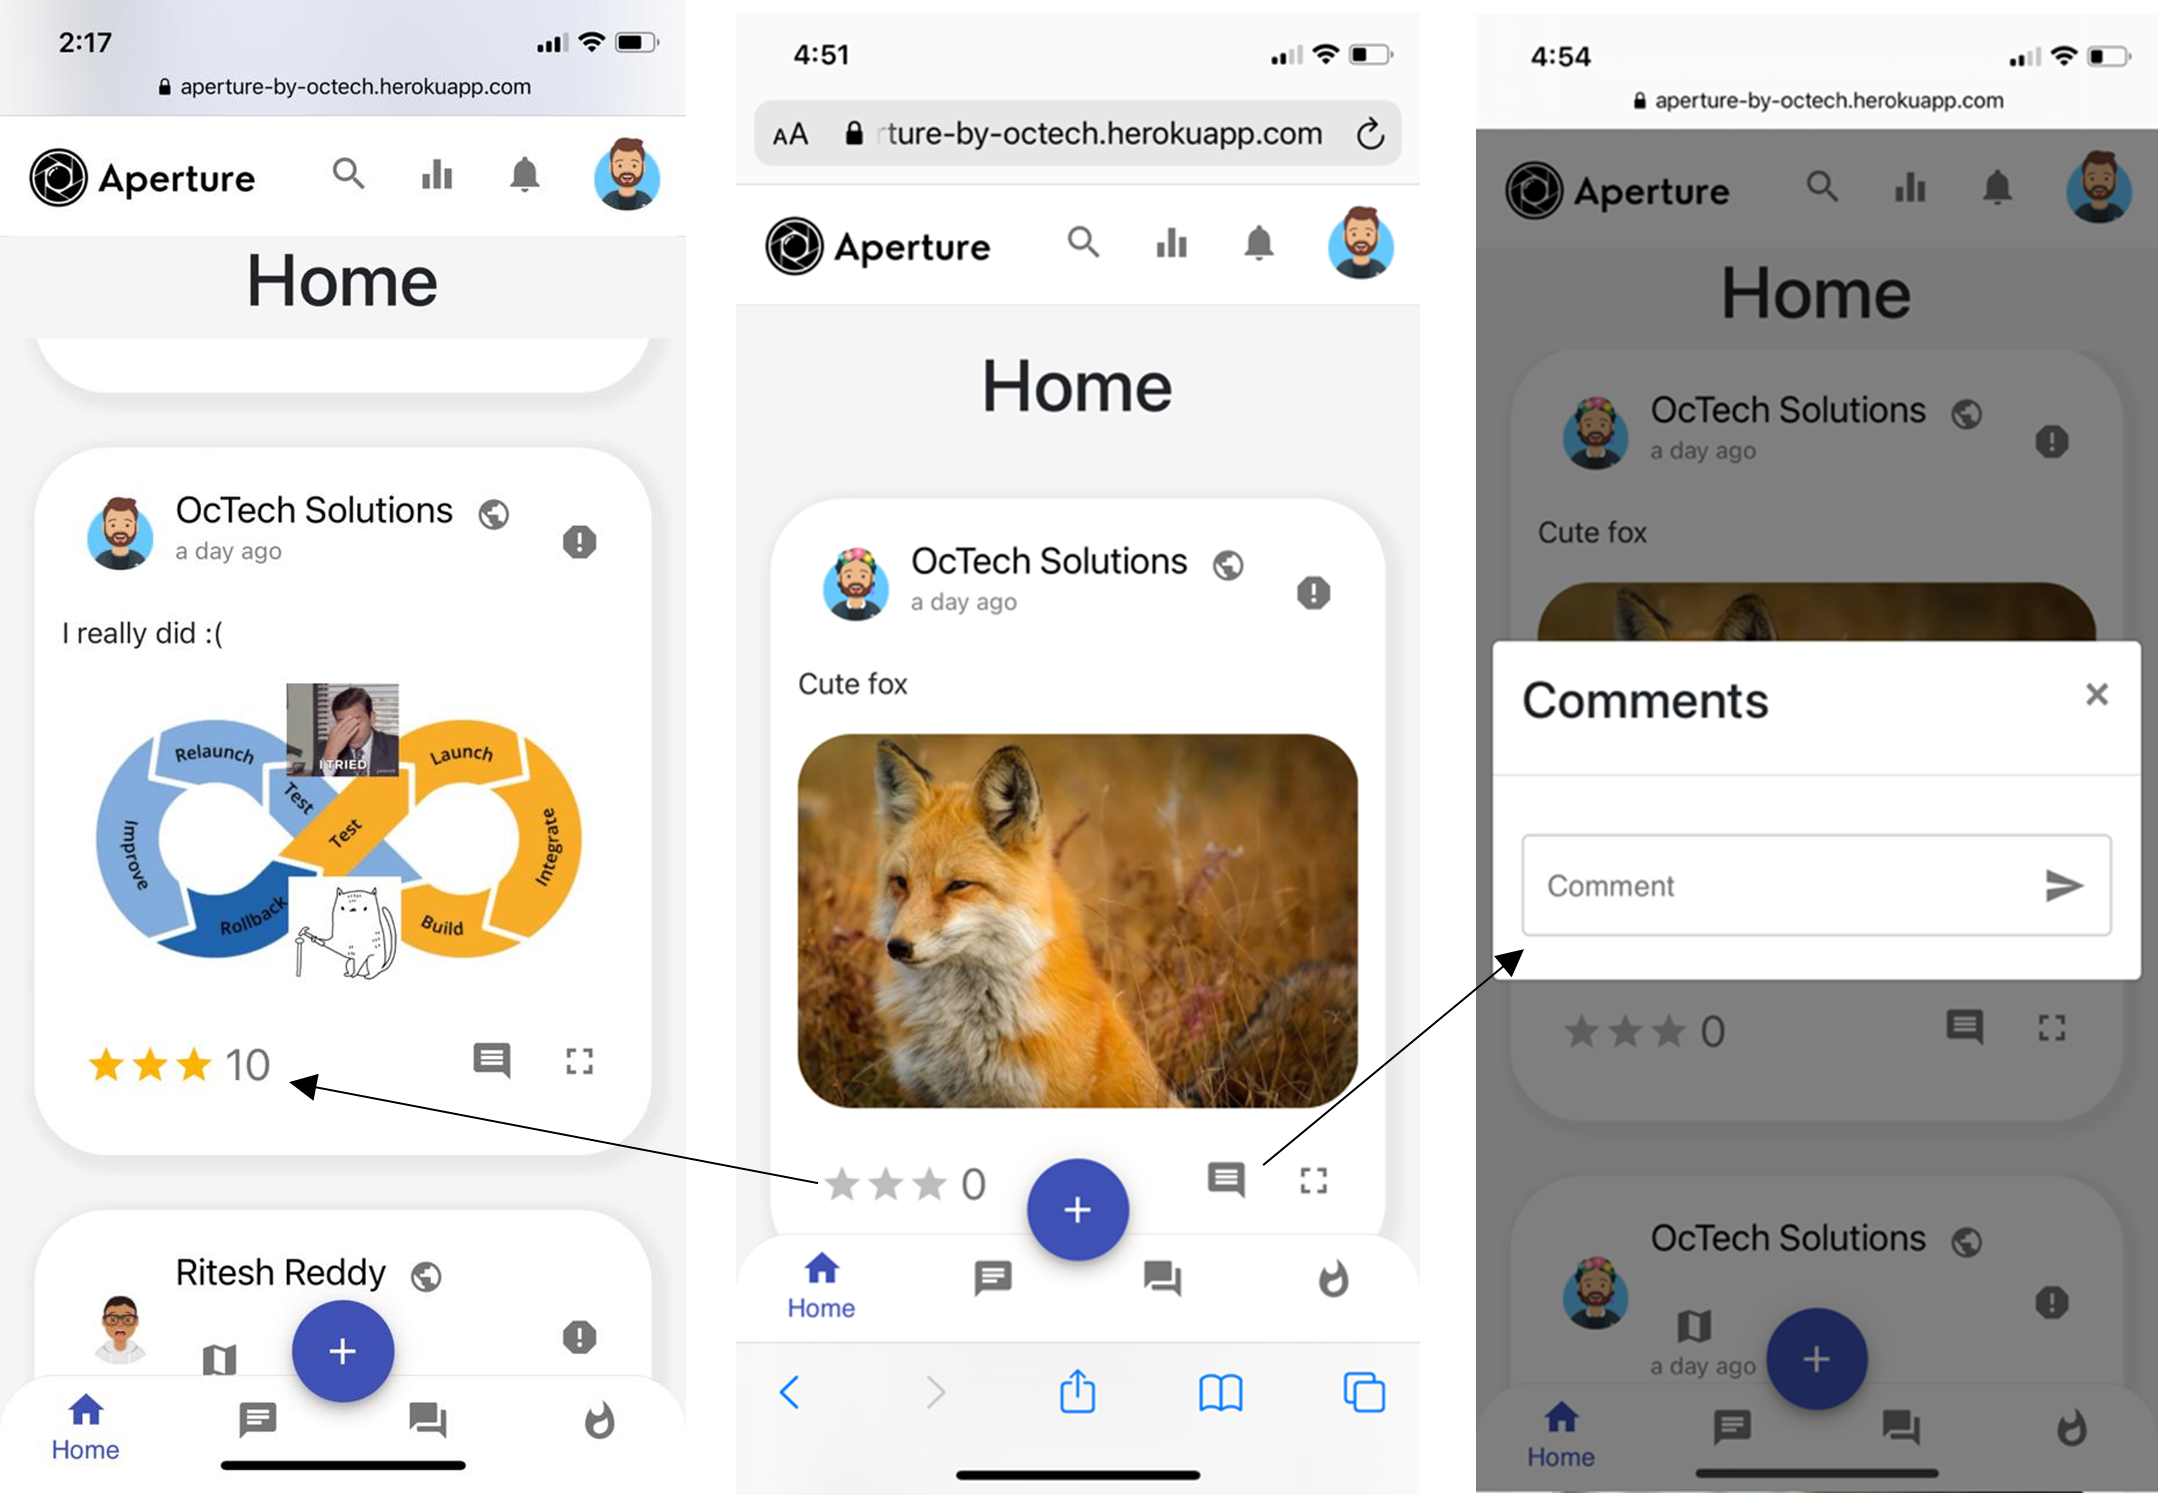 2:17
aperture-by-octech.herokuapp.com
Aperture
Home
OcTech Solutions
a day ago
I really did :(
I TRIED
Relaunch
Launch
Test
Test
Improve
Integrate
Rollback
Build
10
Ritesh Reddy
Home
4:51
AA rture-by-octech.herokuapp.com
Aperture
Home
OcTech Solutions
a day ago
Cute fox
0
Home
4:54
aperture-by-octech.herokuapp.com
Aperture
Home
OcTech Solutions
a day ago
Cute fox
Comments
Comment
0
OcTech Solutions
a day ago
Home